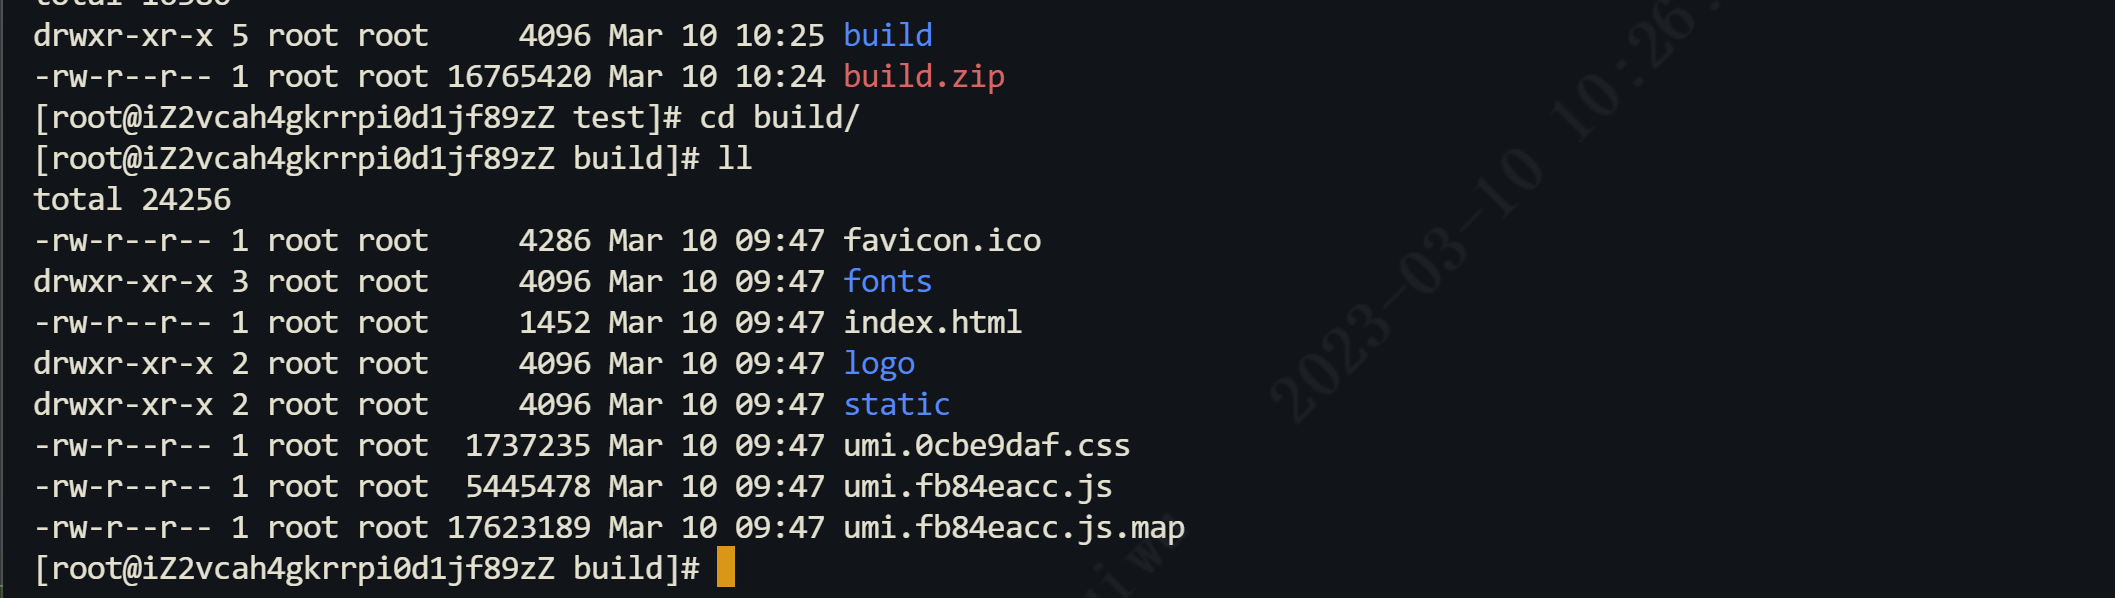 drwxr-xr-x 5 root root     4096 Mar 10 10:25 build
-rw-r--r-- 1 root root 16765420 Mar 10 10:24 build.zip
[root@iZ2vcah4gkrrpi0d1jf89zZ test]# cd build/
[root@iZ2vcah4gkrrpi0d1jf89zZ build]# ll
total 24256
-rw-r--r-- 1 root root     4286 Mar 10 09:47 favicon.ico
drwxr-xr-x 3 root root     4096 Mar 10 09:47 fonts
-rw-r--r-- 1 root root     1452 Mar 10 09:47 index.html
drwxr-xr-x 2 root root     4096 Mar 10 09:47 logo
drwxr-xr-x 2 root root     4096 Mar 10 09:47 static
-rw-r--r-- 1 root root  1737235 Mar 10 09:47 umi.0cbe9daf.css
-rw-r--r-- 1 root root  5445478 Mar 10 09:47 umi.fb84eacc.js
-rw-r--r-- 1 root root 17623189 Mar 10 09:47 umi.fb84eacc.js.map
[root@iZ2vcah4gkrrpi0d1jf89zZ build]#
2023-03-10 10:26